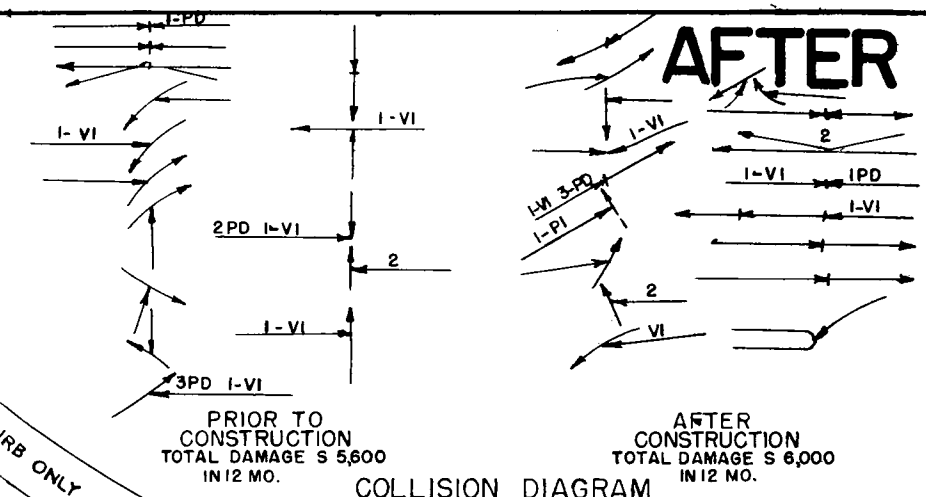 1-PD
1-VI
1-VI
2PD 1-VI
2
1-VI
3PD 1-VI
PRIOR TO
CONSTRUCTION
TOTAL DAMAGE S 5,600
IN 12 MO.
AFTER
1-VI
2
1-VI 3-PD
1-VI
1PD
1-PI
1-VI
2
VI
AFTER
CONSTRUCTION
TOTAL DAMAGE S 6,000
IN 12 MO.
COLLISION DIAGRAM
ONLY